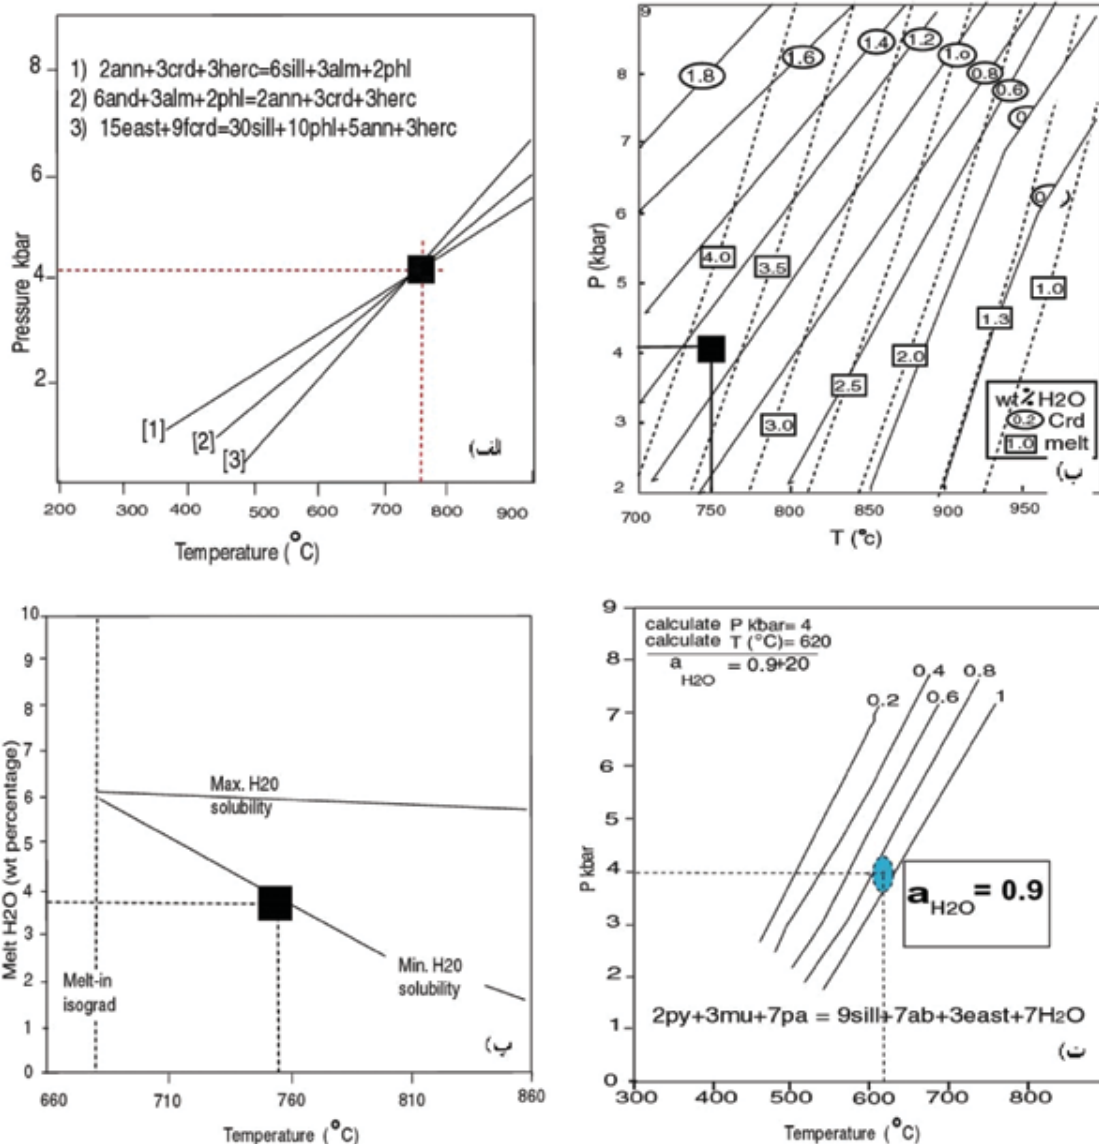 8
6
4
2
Pressure kbar
1) 2ann+3crd+3herc=6sill+3alm+2phl
2) 6and+3alm+2phl=2ann+3crd+3herc
3) 15east+9fcrd=30sill+10phl+5ann+3herc
[1]
[2]
[3]
(الف
200 300 400 500 600 700 800 900
Temperature (°C)
9
8
7
6
5
4
3
2
P (kbar)
1.8 1.6 1.4 1.2 1.0 0.8 0.6
4.0 3.5 3.0 2.5 2.0 1.3 1.0
wt%H2O
0.2 Crd
1.0 melt
(ب
700 750 800 850 900 950
T (°c)
10
9
8
7
6
5
4
3
2
1
0
Melt H2O (wt percentage)
Max. H20
solubility
Min. H20
solubility
Melt-in
isograd
(پ
660 710 760 810 860
Temperature (°C)
9
8
7
6
5
4
3
2
1
0
P kbar
calculate P kbar= 4
calculate T (°C)= 620
a H2O = 0.9+20
0.2 0.4 0.6 0.8 1
a H2O = 0.9
2py+3mu+7pa = 9sill+7ab+3east+7H2O
300 400 500 600 700 800
Temperature (°C)